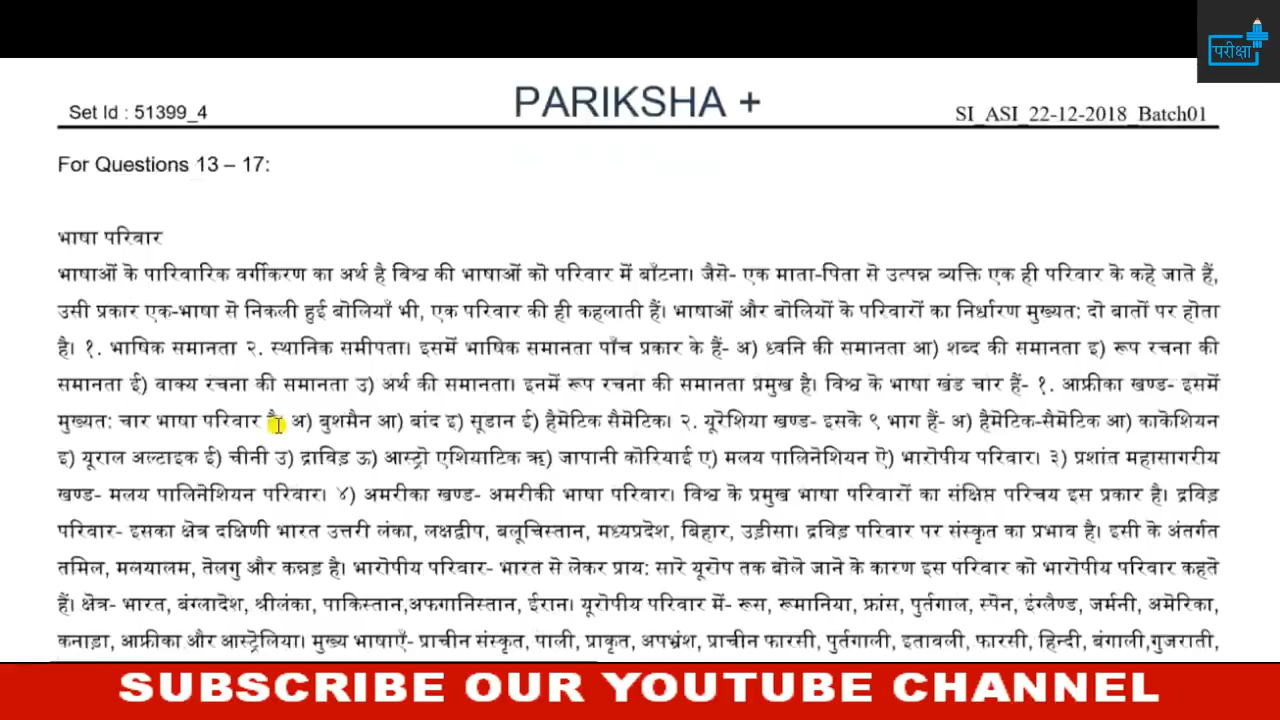 परीक्षा
Set Id : 51399_4
PARIKSHA +
SI_ASI_22-12-2018_Batch01
For Questions 13 – 17:
भाषा परिवार
भाषाओं के पारिवारिक वर्गीकरण का अर्थ है विश्व की भाषाओं को परिवार में बाँटना। जैसे- एक माता-पिता से उत्पन्न व्यक्ति एक ही परिवार के कहे जाते हैं,
उसी प्रकार एक-भाषा से निकली हुई बोलियाँ भी, एक परिवार की ही कहलाती हैं। भाषाओं और बोलियों के परिवारों का निर्धारण मुख्यत: दो बातों पर होता
है। १. भाषिक समानता २. स्थानिक समीपता। इसमें भाषिक समानता पाँच प्रकार के हैं- अ) ध्वनि की समानता आ) शब्द की समानता इ) रूप रचना की
समानता ई) वाक्य रचना की समानता उ) अर्थ की समानता। इनमें रूप रचना की समानता प्रमुख है। विश्व के भाषा खंड चार हैं- १. आफ्रीका खण्ड- इसमें
मुख्यत: चार भाषा परिवार अ) बुशमैन आ) बांद इ) सूडान ई) हैमेटिक सैमेटिक। २. यूरेशिया खण्ड- इसके ९ भाग हैं- अ) हैमेटिक-सैमेटिक आ) काकेशियन
इ) यूराल अल्टाइक ई) चीनी उ) द्राविड़ ऊ) आस्ट्रो एशियाटिक ऋ) जापानी कोरियाई ए) मलय पालिनेशियन ऐ) भारोपीय परिवार। ३) प्रशांत महासागरीय
खण्ड- मलय पालिनेशियन परिवार। ४) अमरीका खण्ड- अमरीकी भाषा परिवार। विश्व के प्रमुख भाषा परिवारों का संक्षिप्त परिचय इस प्रकार है। द्रविड़
परिवार- इसका क्षेत्र दक्षिणी भारत उत्तरी लंका, लक्षद्वीप, बलूचिस्तान, मध्यप्रदेश, बिहार, उड़ीसा। द्रविड़ परिवार पर संस्कृत का प्रभाव है। इसी के अंतर्गत
तमिल, मलयालम, तेलगु और कन्नड़ है। भारोपीय परिवार- भारत से लेकर प्राय: सारे यूरोप तक बोले जाने के कारण इस परिवार को भारोपीय परिवार कहते
हैं। क्षेत्र- भारत, बंग्लादेश, श्रीलंका, पाकिस्तान,अफगानिस्तान, ईरान। यूरोपीय परिवार में- रूस, रूमानिया, फ्रांस, पुर्तगाल, स्पेन, इंग्लैण्ड, जर्मनी, अमेरिका,
कनाड़ा, आफ्रीका और आस्ट्रेलिया। मुख्य भाषाएँ- प्राचीन संस्कृत, पाली, प्राकृत, अपभ्रंश, प्राचीन फारसी, पुर्तगाली, इतावली, फारसी, हिन्दी, बंगाली,गुजराती,
SUBSCRIBE OUR YOUTUBE CHANNEL